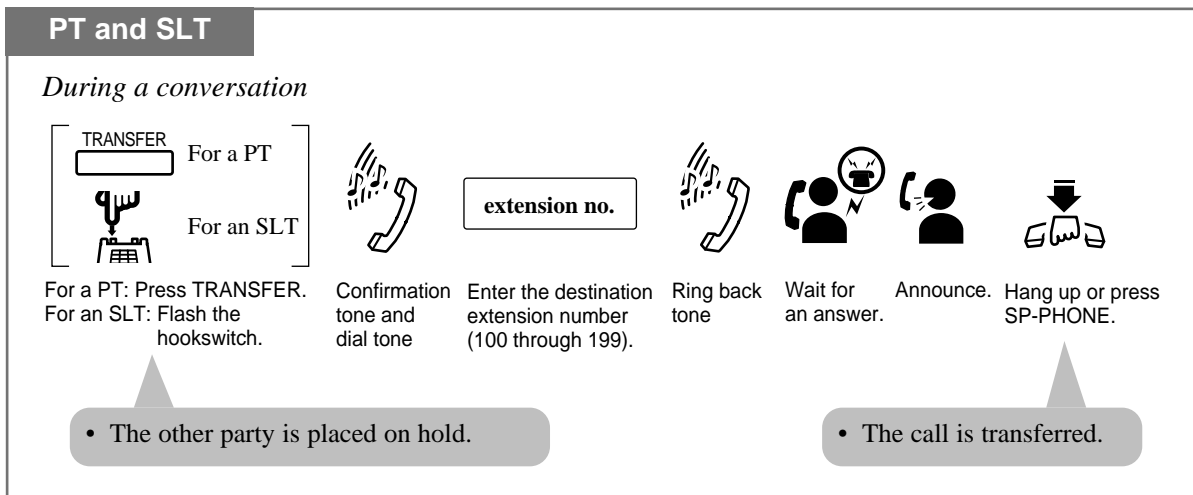 PT and SLT
During a conversation
TRANSFER
For a PT
For an SLT
extension no.
For a PT: Press TRANSFER.
For an SLT: Flash the
hookswitch.
Confirmation
tone and
dial tone
Enter the destination
extension number
(100 through 199).
Ring back
tone
Wait for
an answer.
Announce.
Hang up or press
SP-PHONE.
• The other party is placed on hold.
• The call is transferred.